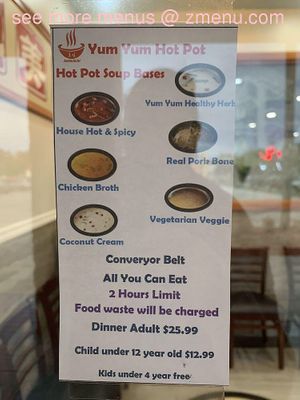 see more menus @ zmenu.com
Yum Yum Hot Pot
Hot Pot Soup Bases
Yum Yum Healthy Herb
House Hot & Spicy
Real Pork Bone
Chicken Broth
Vegetarian Veggie
Coconut Cream
Converyor Belt
All You Can Eat
2 Hours Limit
Food waste will be charged
Dinner Adult $25.99
Child under 12 year old $12.99
Kids under 4 year free